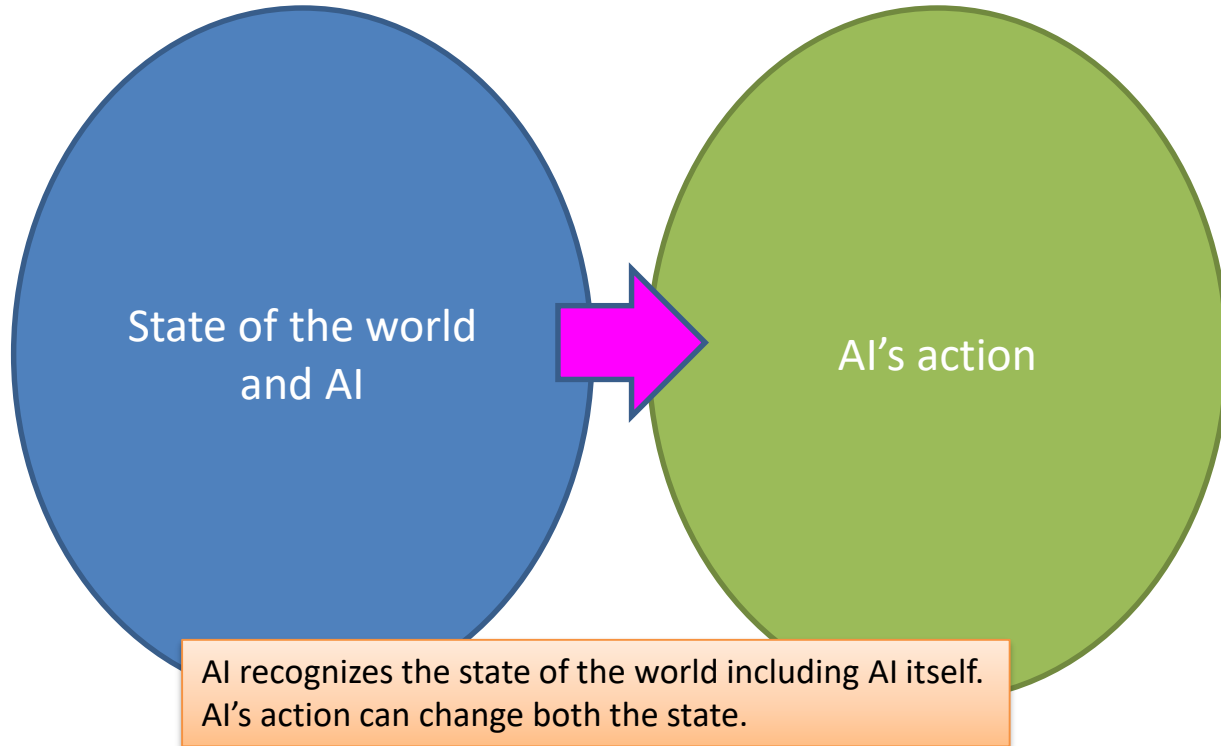 State of the world
and AI
AI’s action
AI recognizes the state of the world including AI itself.
AI’s action can change both the state.